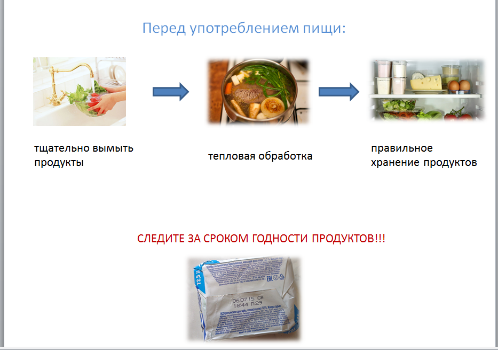 Перед употреблением пищи:
тщательно вымыть
продукты
тепловая обработка
правильное
хранение продуктов
СЛЕДИТЕ ЗА СРОКОМ ГОДНОСТИ ПРОДУКТОВ!!!